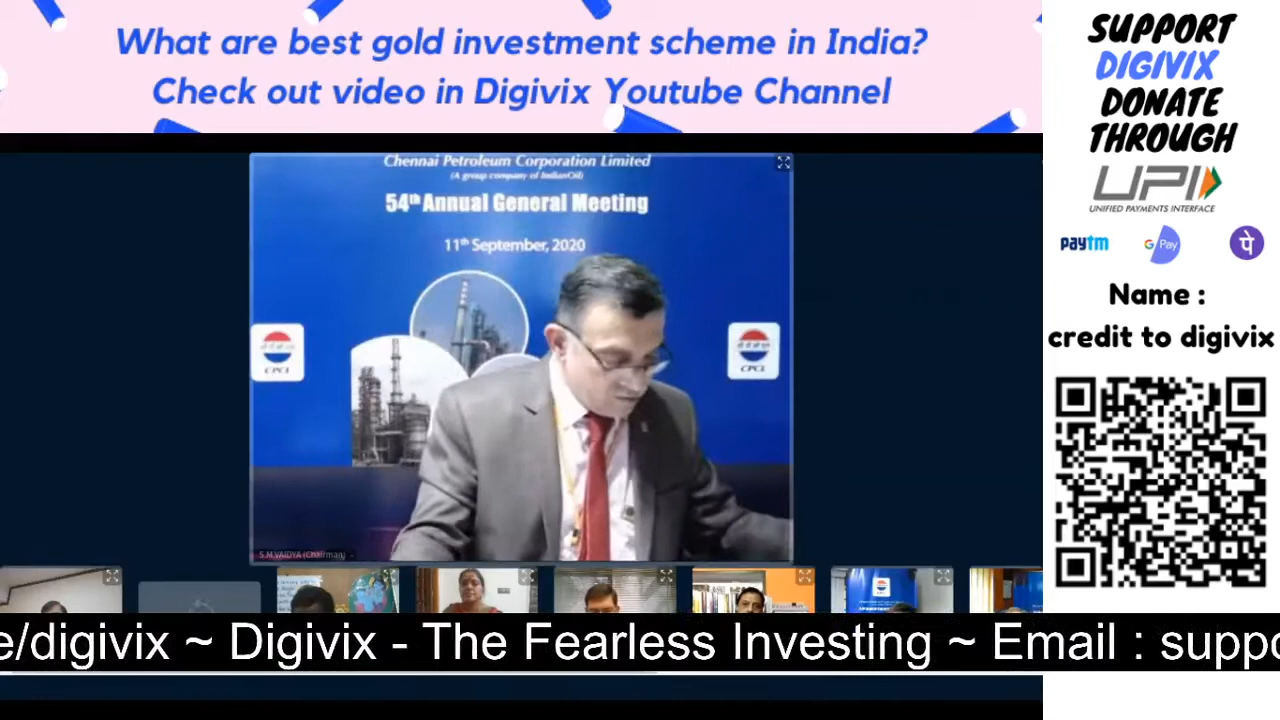 What are best gold investment scheme in India?
Check out video in Digivix Youtube Channel
SUPPORT
DIGIVIX
DONATE
THROUGH
UPI
UNIFIED PAYMENTS INTERFACE
paytm
G Pay
पे
Name :
credit to digivix
Chennai Petroleum Corporation Limited
(A group company of IndianOil)
54th Annual General Meeting
11th September, 2020
CPCL
CPCL
S.M.VAIDYA (Chairman)
e/digivix ~ Digivix - The Fearless Investing ~ Email : suppo